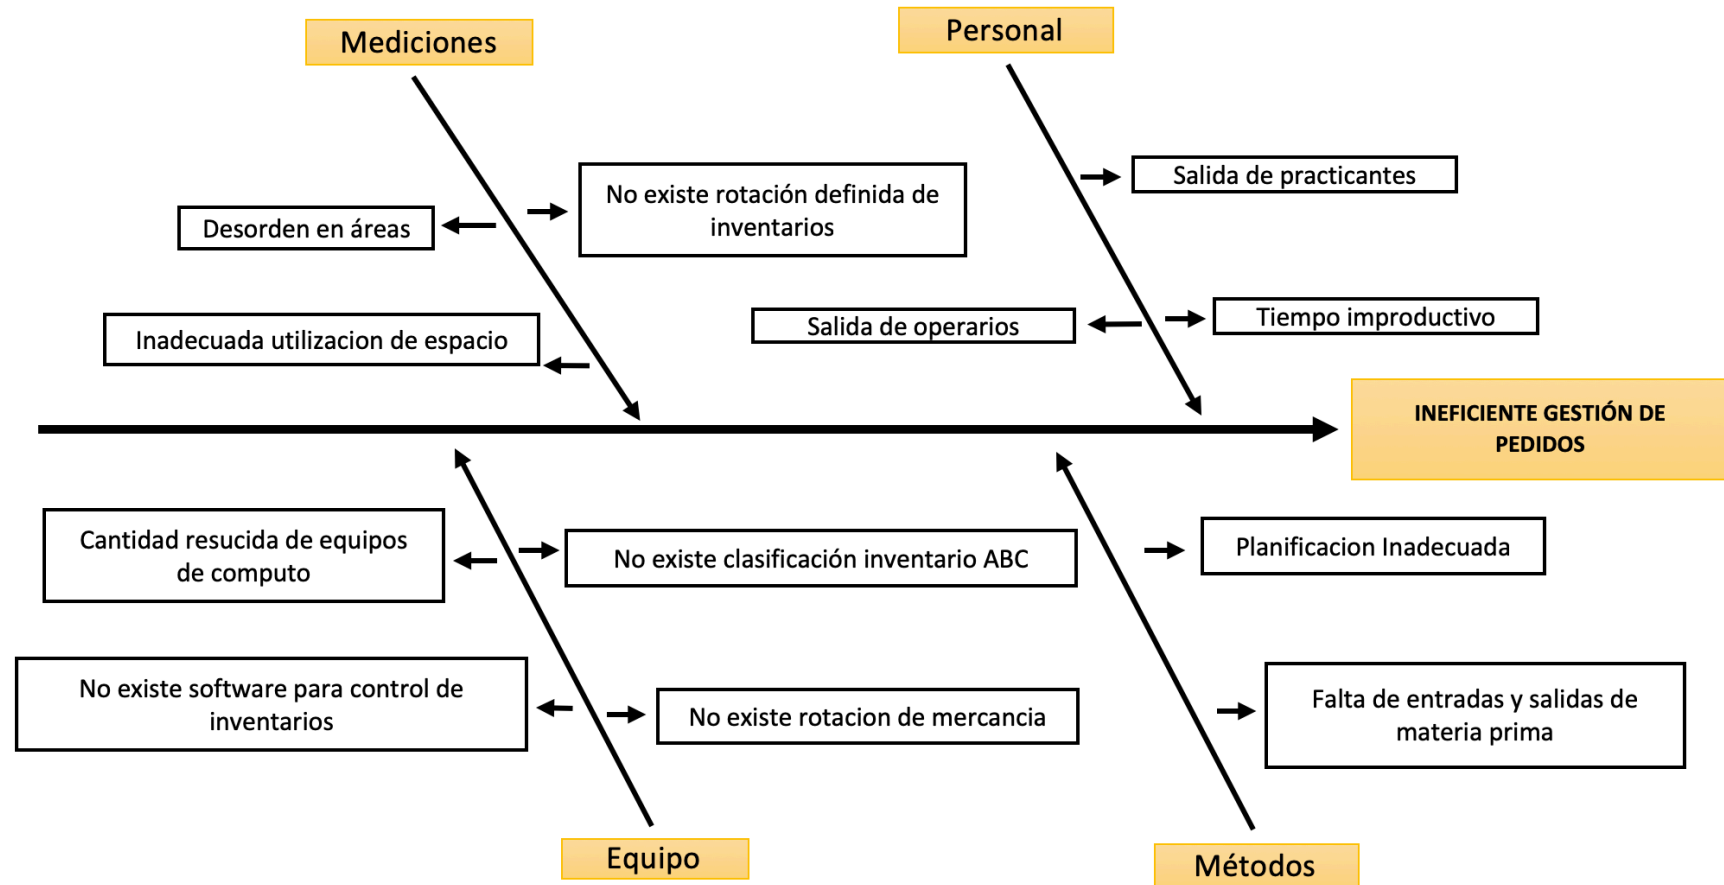 Mediciones
Personal
No existe rotación definida de
inventarios
Salida de practicantes
Desorden en áreas
Inadecuada utilizacion de espacio
Salida de operarios
Tiempo improductivo
INEFICIENTE GESTIÓN DE
PEDIDOS
Cantidad resucida de equipos
de computo
No existe clasificación inventario ABC
Planificacion Inadecuada
No existe software para control de
inventarios
No existe rotacion de mercancia
Falta de entradas y salidas de
materia prima
Equipo
Métodos